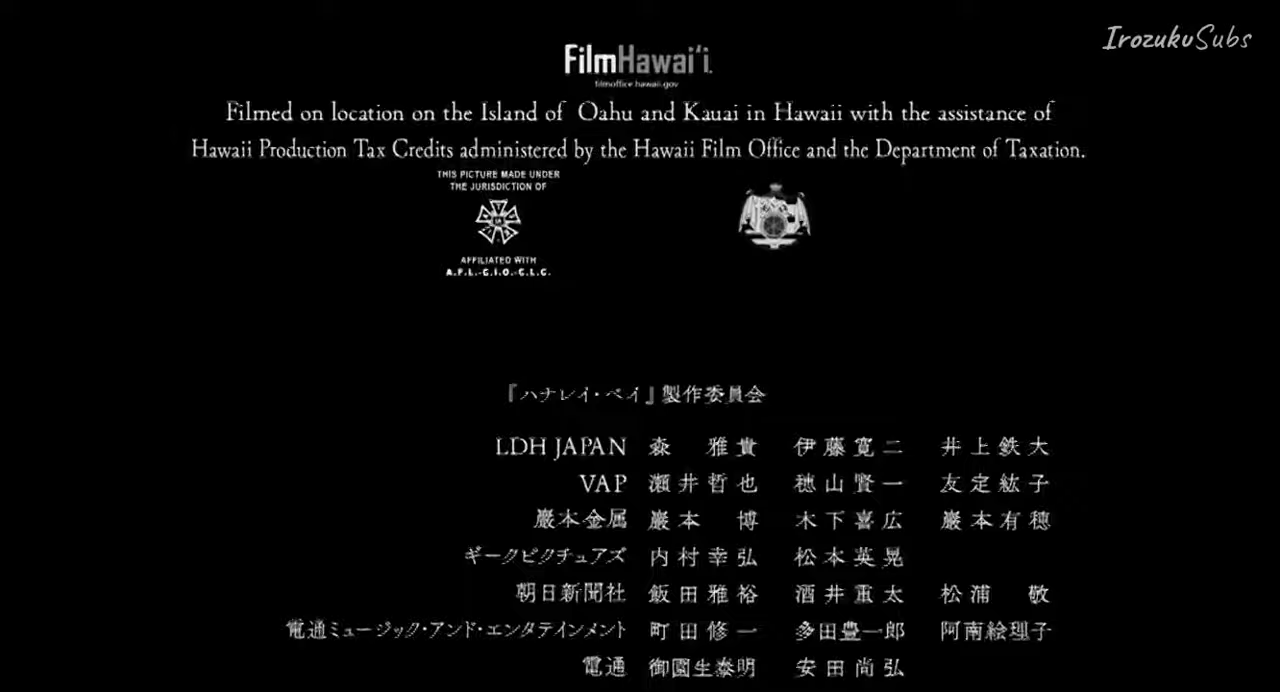 IrozukuSubs
FilmHawai'i.
filmoffice.hawaii.gov
Filmed on location on the Island of Oahu and Kauai in Hawaii with the assistance of
Hawaii Production Tax Credits administered by the Hawaii Film Office and the Department of Taxation.
THIS PICTURE MADE UNDER
THE JURISDICTION OF
AFFILIATED WITH
A.F.L.-C.I.O.-C.L.C.
『ハナレイ・ベイ』製作委員会
LDH JAPAN 森 雅貴 伊藤寛二 井上鉄大
VAP 瀬井哲也 穂山賢一 友定紘子
巖本金属 巖本 博 木下喜広 巖本有穂
ギークピクチュアズ 内村幸弘 松本英晃
朝日新聞社 飯田雅裕 酒井重太 松浦 敬
電通ミュージック・アンド・エンタテインメント 町田修一 多田豊一郎 阿南絵理子
電通 御園生泰明 安田尚弘